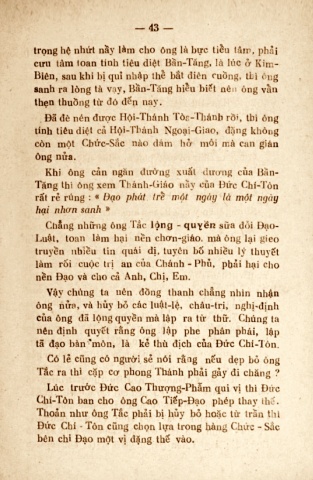 — 43 —
trọng hệ nhứt nầy làm cho ông là bực tiểu tâm, phải
cưu tâm toan tính tiêu diệt Bần-Tăng, là lúc ở Kim-
Biên, sau khi bị quỉ nhập thể bất điên cuồng, thì ông
sanh ra lòng tà vạy, Bần-Tăng hiểu biết nên ông vẫn
thẹn thuồng từ đó đến nay.
Đã đè nén được Hội-Thánh Tòa-Thánh rồi, thì ông
tính tiêu diệt cả Hội-Thánh Ngoại-Giao, đặng không
còn một Chức-Sắc nào dám hở môi mà can gián
ông nửa.
Khi ông cản ngăn đường xuất dương của Bần-
Tăng thì ông xem Thánh-Giáo nầy của Đức Chí-Tôn
rất rẻ rúng : « Đạo phát trể một ngày là một ngày
hại nhơn sanh »
Chẳng những ông Tắc lộng - quyền sữa đổi Đạo-
Luật, toan làm hại nền chơn-giáo. mà ông lại gieo
truyền nhiều tin quái dị, tuyên bố nhiều lý thuyết
làm rối cuộc trị an của Chánh - Phủ, phải hại cho
nền Đạo và cho cả Anh, Chị, Em.
Vậy chúng ta nên đồng thanh chẳng nhìn nhận
ông nửa, và hủy bỏ các luật-lệ, châu-tri, nghị-định
của ông đã lộng quyền mà lập ra từ thử. Chúng ta
nên định quyết rằng ông lập phe phân phái, lập
tã đạo bàn môn, là kẻ thù địch của Đức Chí-Tôn.
Có lẽ cũng có người sẻ nói rằng nếu dẹp bỏ ông
Tắc ra thì cặp cơ phong Thánh phải gảy đi chăng ?
Lúc trước Đức Cao Thượng-Phẩm qui vị thì Đức
Chí-Tôn ban cho ông Cao Tiếp-Đạo phép thay thế.
Thoản như ông Tắc phải bị hủy bỏ hoặc từ trần thì
Đức Chí - Tôn cũng chọn lựa trong hàng Chức - Sắc
bên chi Đạo một vị đặng thế vào.